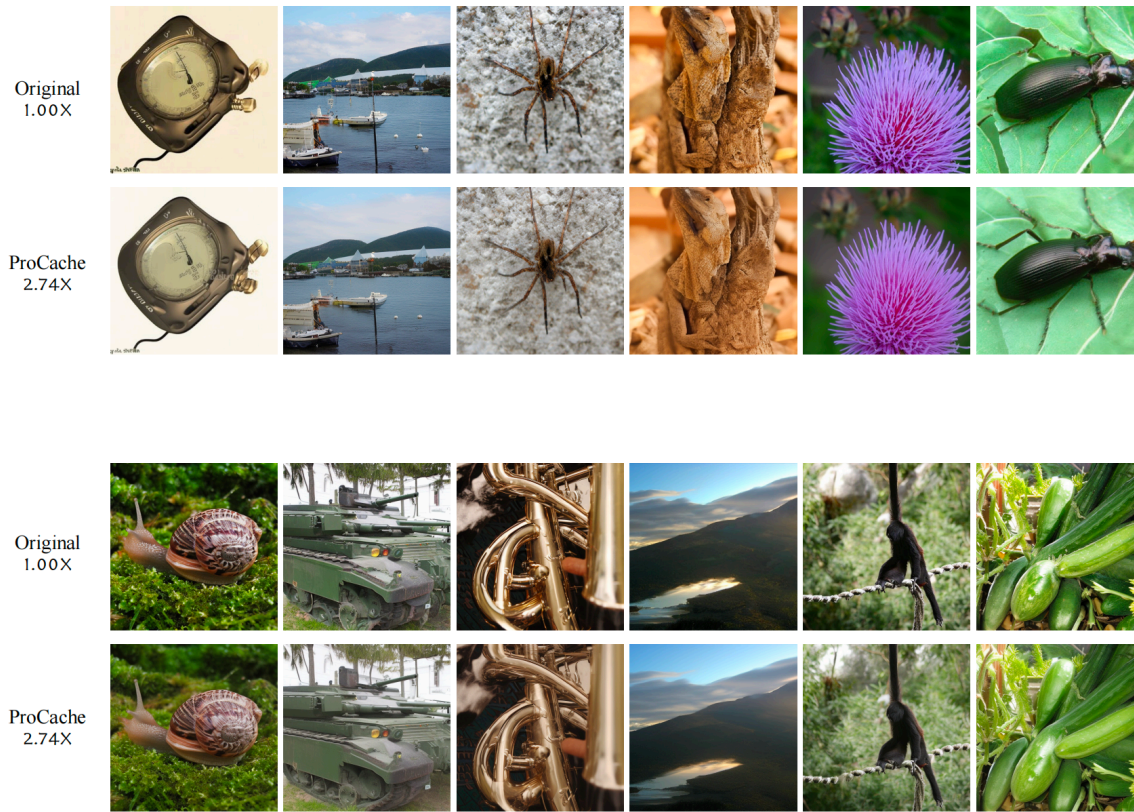 Original
1.00X
ProCache
2.74X
Original
1.00X
ProCache
2.74X